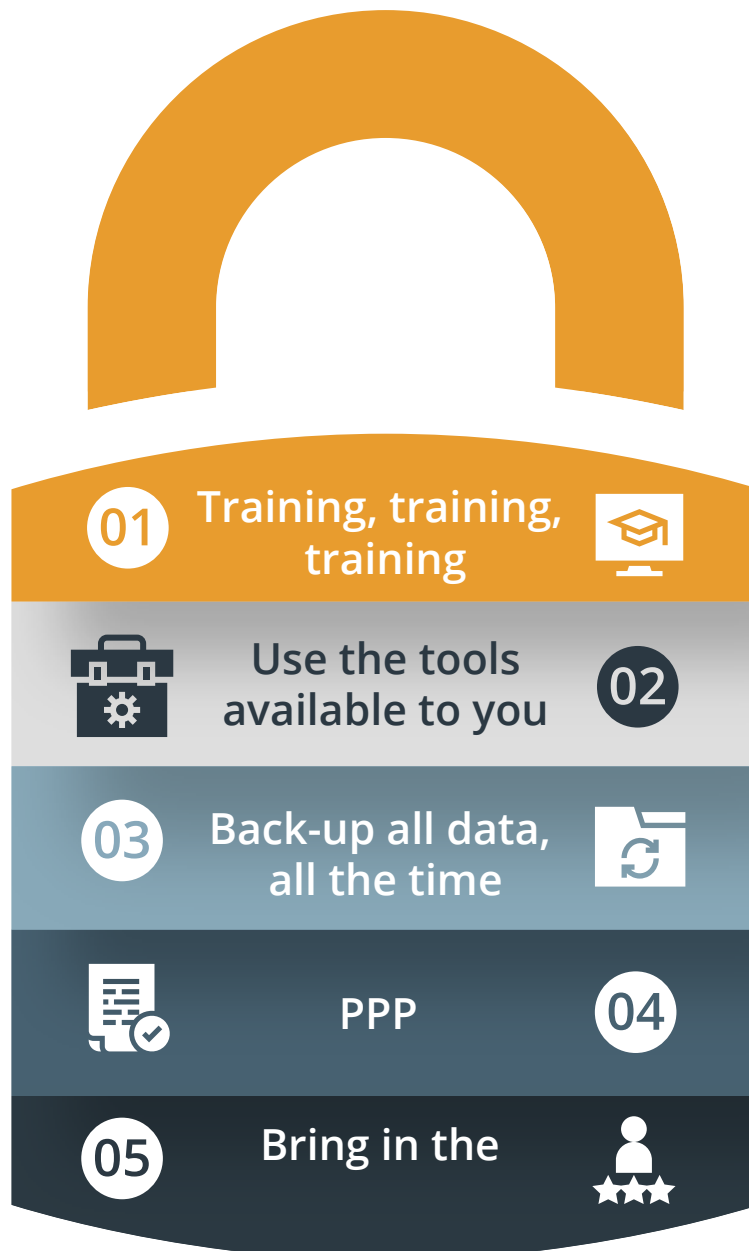 01 Training, training,
training
Use the tools
available to you 02
03 Back-up all data,
all the time
PPP 04
05 Bring in the